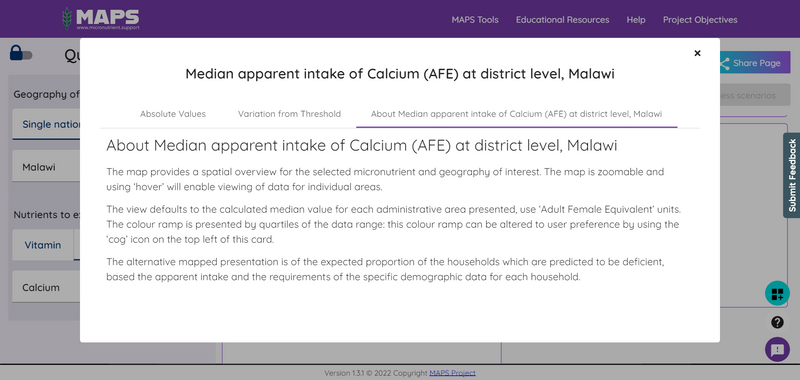 MAPS
www.micronutrient.support
MAPS Tools
Educational Resources
Help
Project Objectives
Share Page
Geography of
Single nation
Malawi
Nutrients to
Vitamin
Calcium
×
Median apparent intake of Calcium (AFE) at district level, Malawi
Absolute Values
Variation from Threshold
About Median apparent intake of Calcium (AFE) at district level, Malawi
About Median apparent intake of Calcium (AFE) at district level, Malawi
The map provides a spatial overview for the selected micronutrient and geography of interest. The map is zoomable and
using ‘hover’ will enable viewing of data for individual areas.
The view defaults to the calculated median value for each administrative area presented, use ‘Adult Female Equivalent’ units.
The colour ramp is presented by quartiles of the data range: this colour ramp can be altered to user preference by using the
‘cog’ icon on the top left of this card.
The alternative mapped presentation is of the expected proportion of the households which are predicted to be deficient,
based the apparent intake and the requirements of the specific demographic data for each household.
scenarios
Submit Feedback
Version 1.3.1 © 2022 Copyright MAPS Project